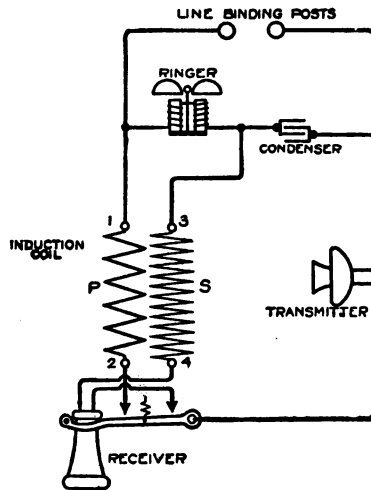 LINE BINDING POSTS
RINGER
CONDENSER
1
3
INDUCTION
COIL
P
S
TRANSMITTER
2
4
RECEIVER